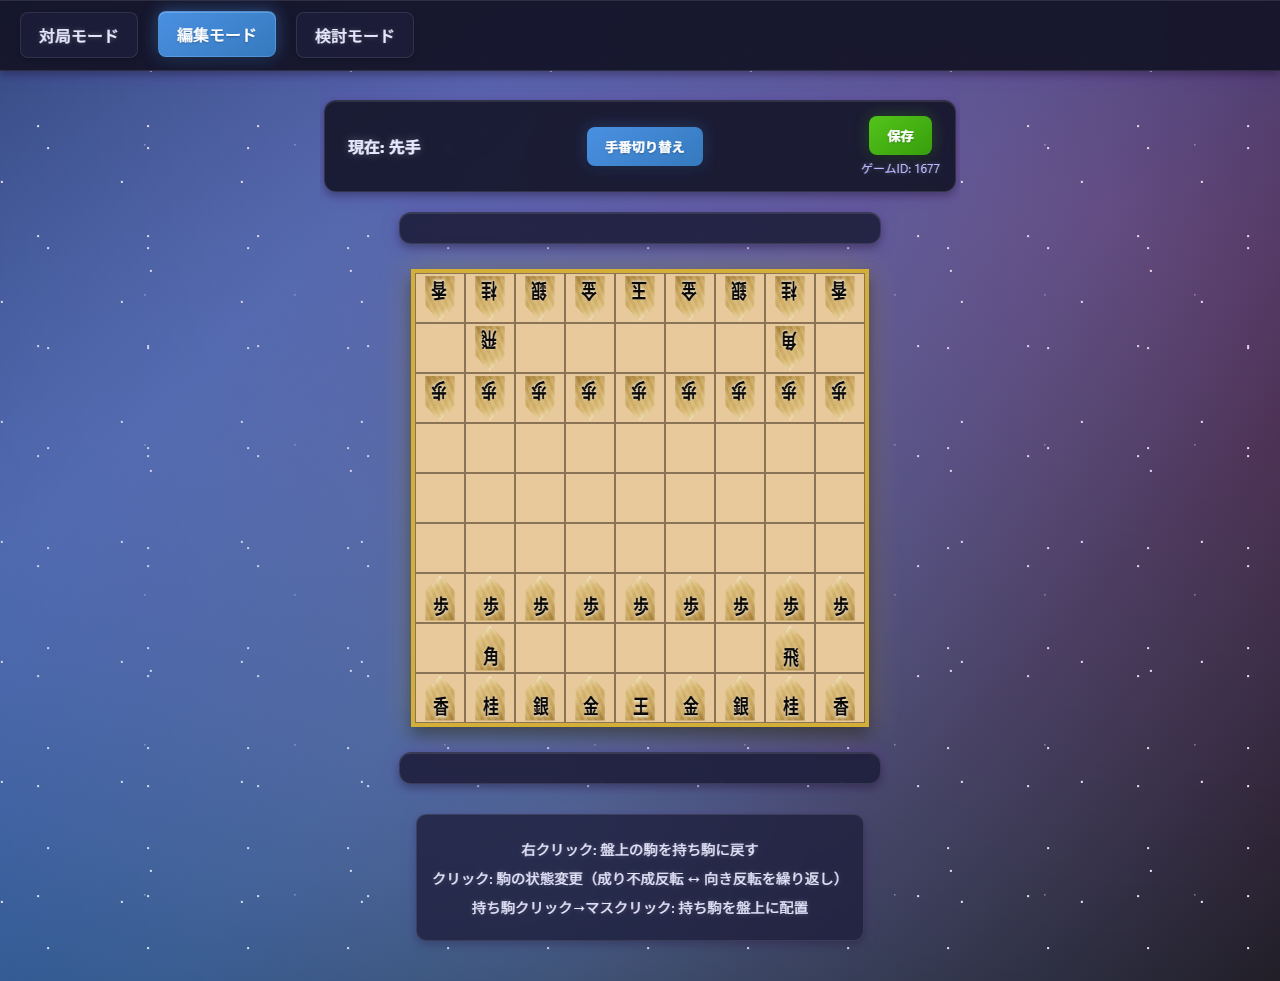 対局モード 編集モード 検討モード
現在: 先手 手番切り替え 保存
ゲームID: 1677
香 桂 銀 金 玉 金 銀 桂 香
飛 角
歩 歩 歩 歩 歩 歩 歩 歩 歩
歩 歩 歩 歩 歩 歩 歩 歩 歩
角 飛
香 桂 銀 金 王 金 銀 桂 香
右クリック: 盤上の駒を持ち駒に戻す
クリック: 駒の状態変更（成り不成反転 ↔ 向き反転を繰り返し）
持ち駒クリック→マスクリック: 持ち駒を盤上に配置